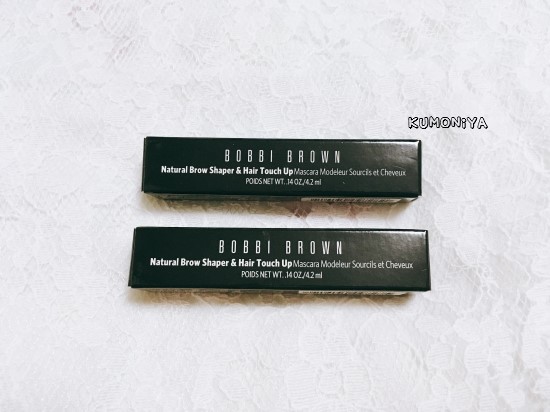 KUMONiYA
BOBBI BROWN
Natural Brow Shaper & Hair Touch Up Mascara Modeleur Sourcils et Cheveux
POIDS NET WT. .14 OZ./4.2 ml
BOBBI BROWN
Natural Brow Shaper & Hair Touch Up Mascara Modeleur Sourcils et Cheveux
POIDS NET WT. .14 OZ./4.2 ml